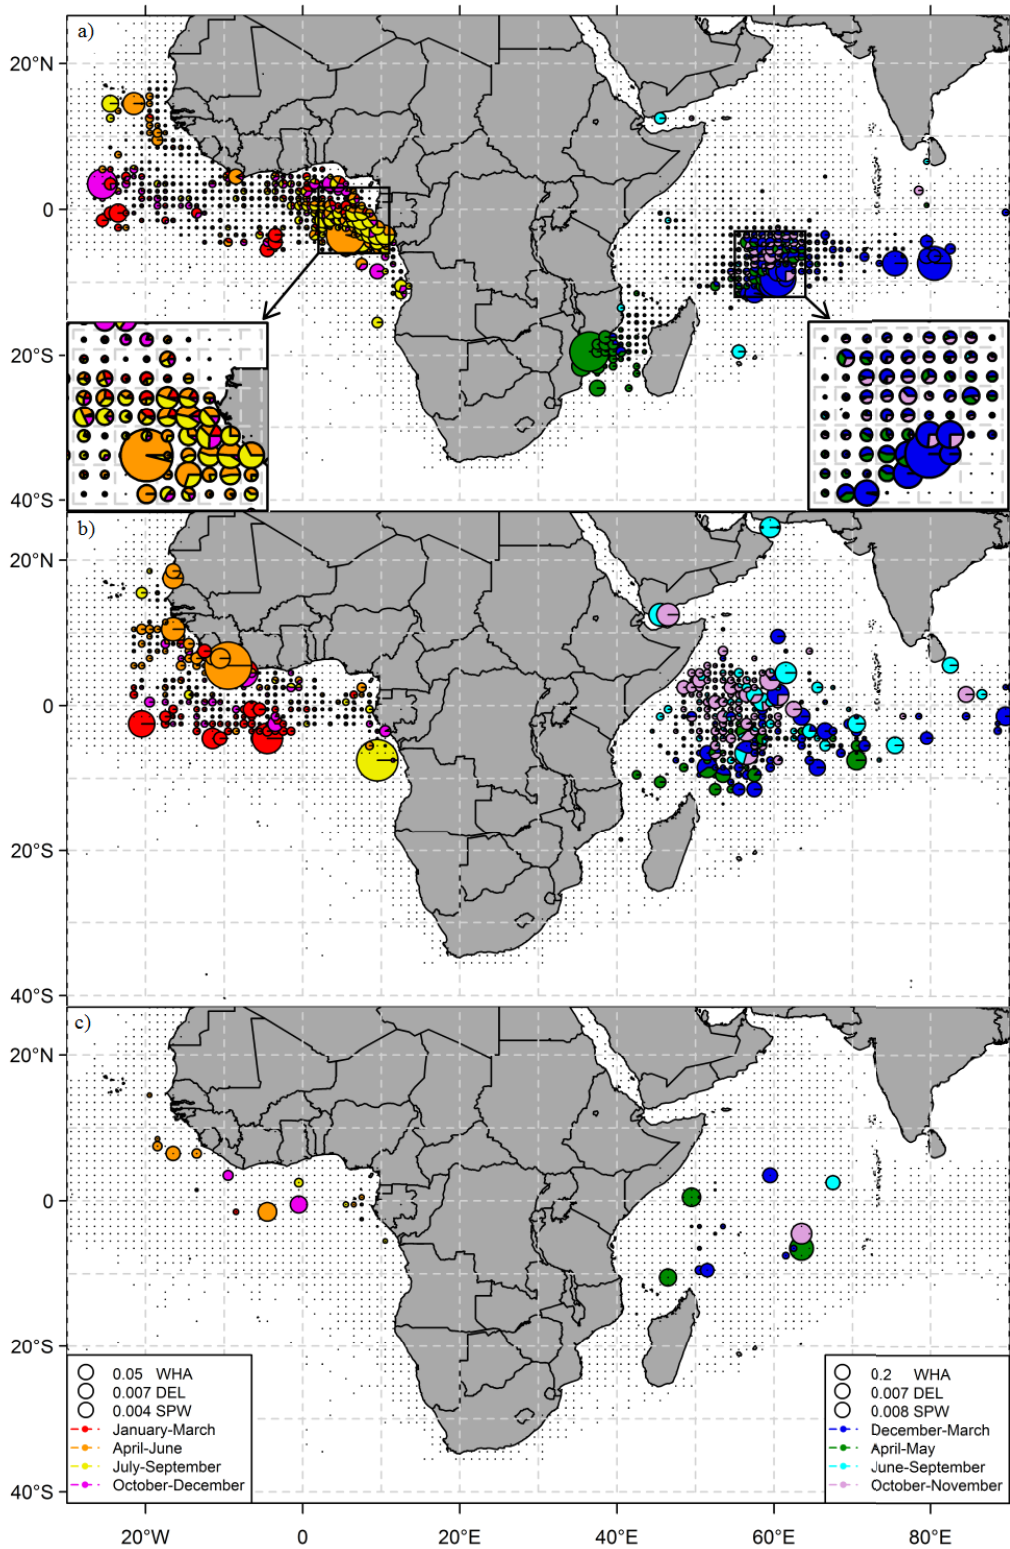 a)
20°N
0
20°S
40°S
b)
20°N
0
20°S
40°S
c)
20°N
0
20°S
40°S
0.05 WHA
0.007 DEL
0.004 SPW
January-March
April-June
July-September
October-December
0.2 WHA
0.007 DEL
0.008 SPW
December-March
April-May
June-September
October-November
20°W 0 20°E 40°E 60°E 80°E